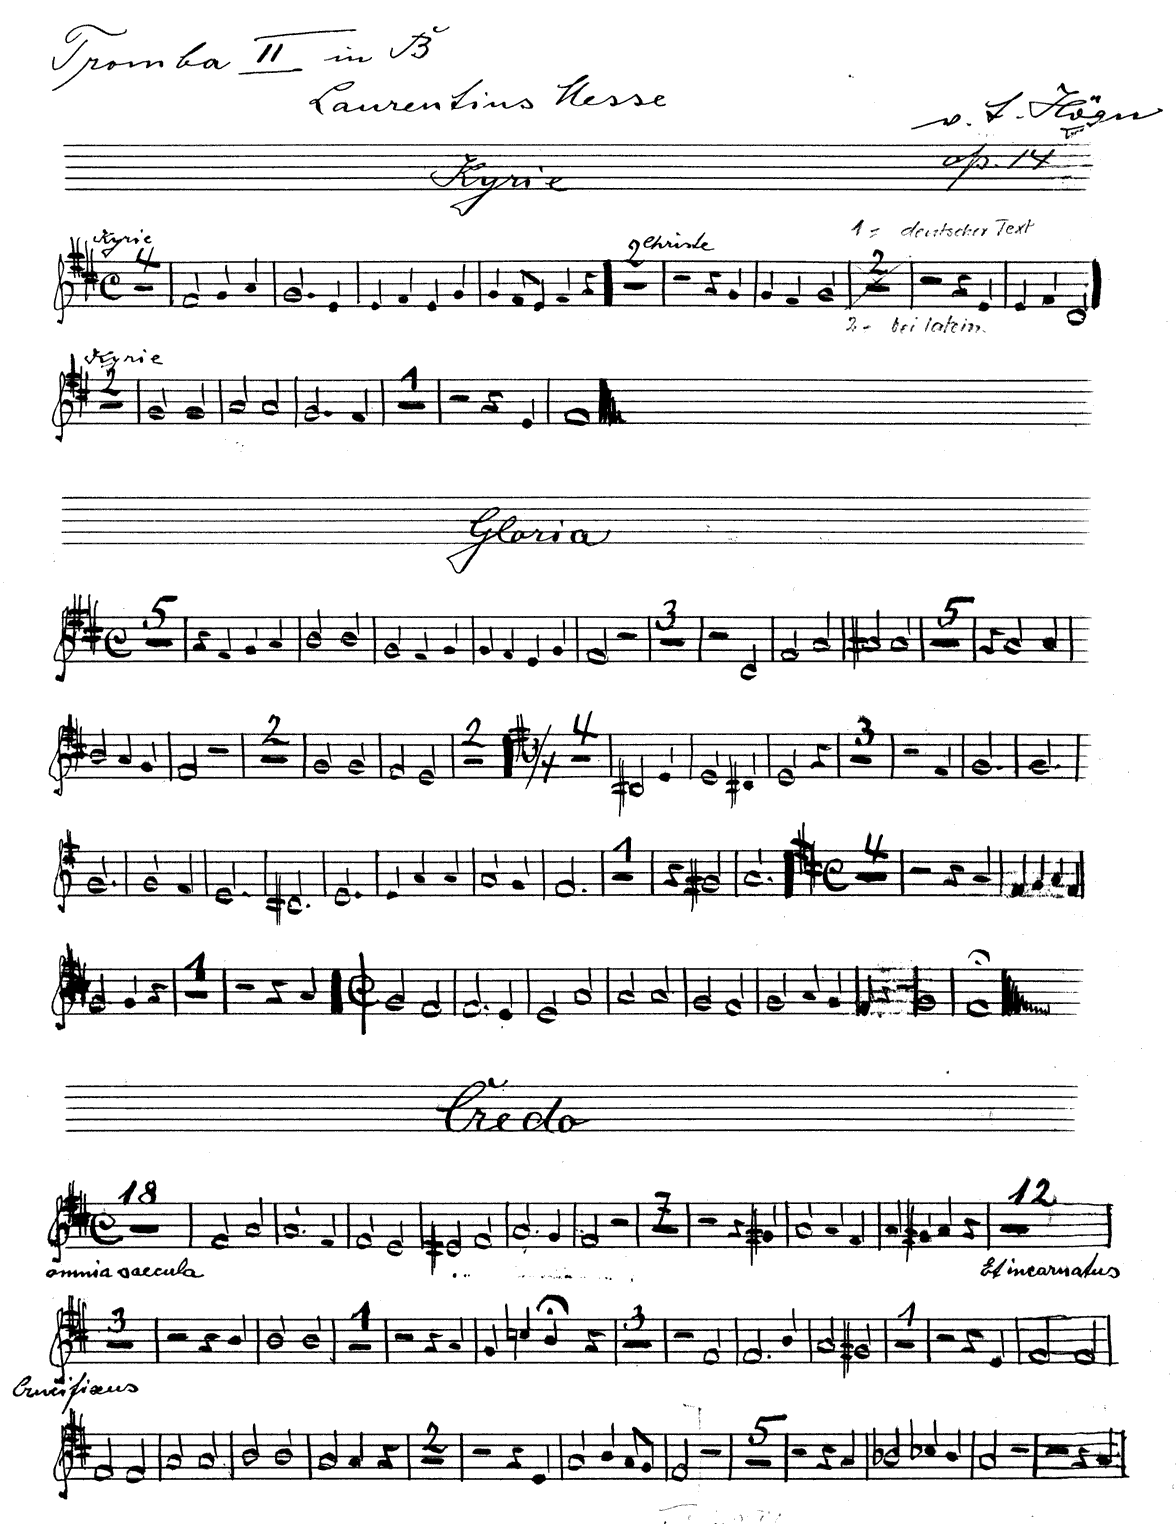 Tromba II in B
Laurentius Messe
v. L. Högn
op. 14
Kyrie
Kyrie
4
2 Christe
1 = deutscher Text
2
2 = bei latein.
Kyrie
2
1
Gloria
5
3
5
2
2
3/4
4
3
1
4
1
Credo
18
7
12
omnia saecula
Et incarnatus
3
1
3
1
Crucifixus
2
5